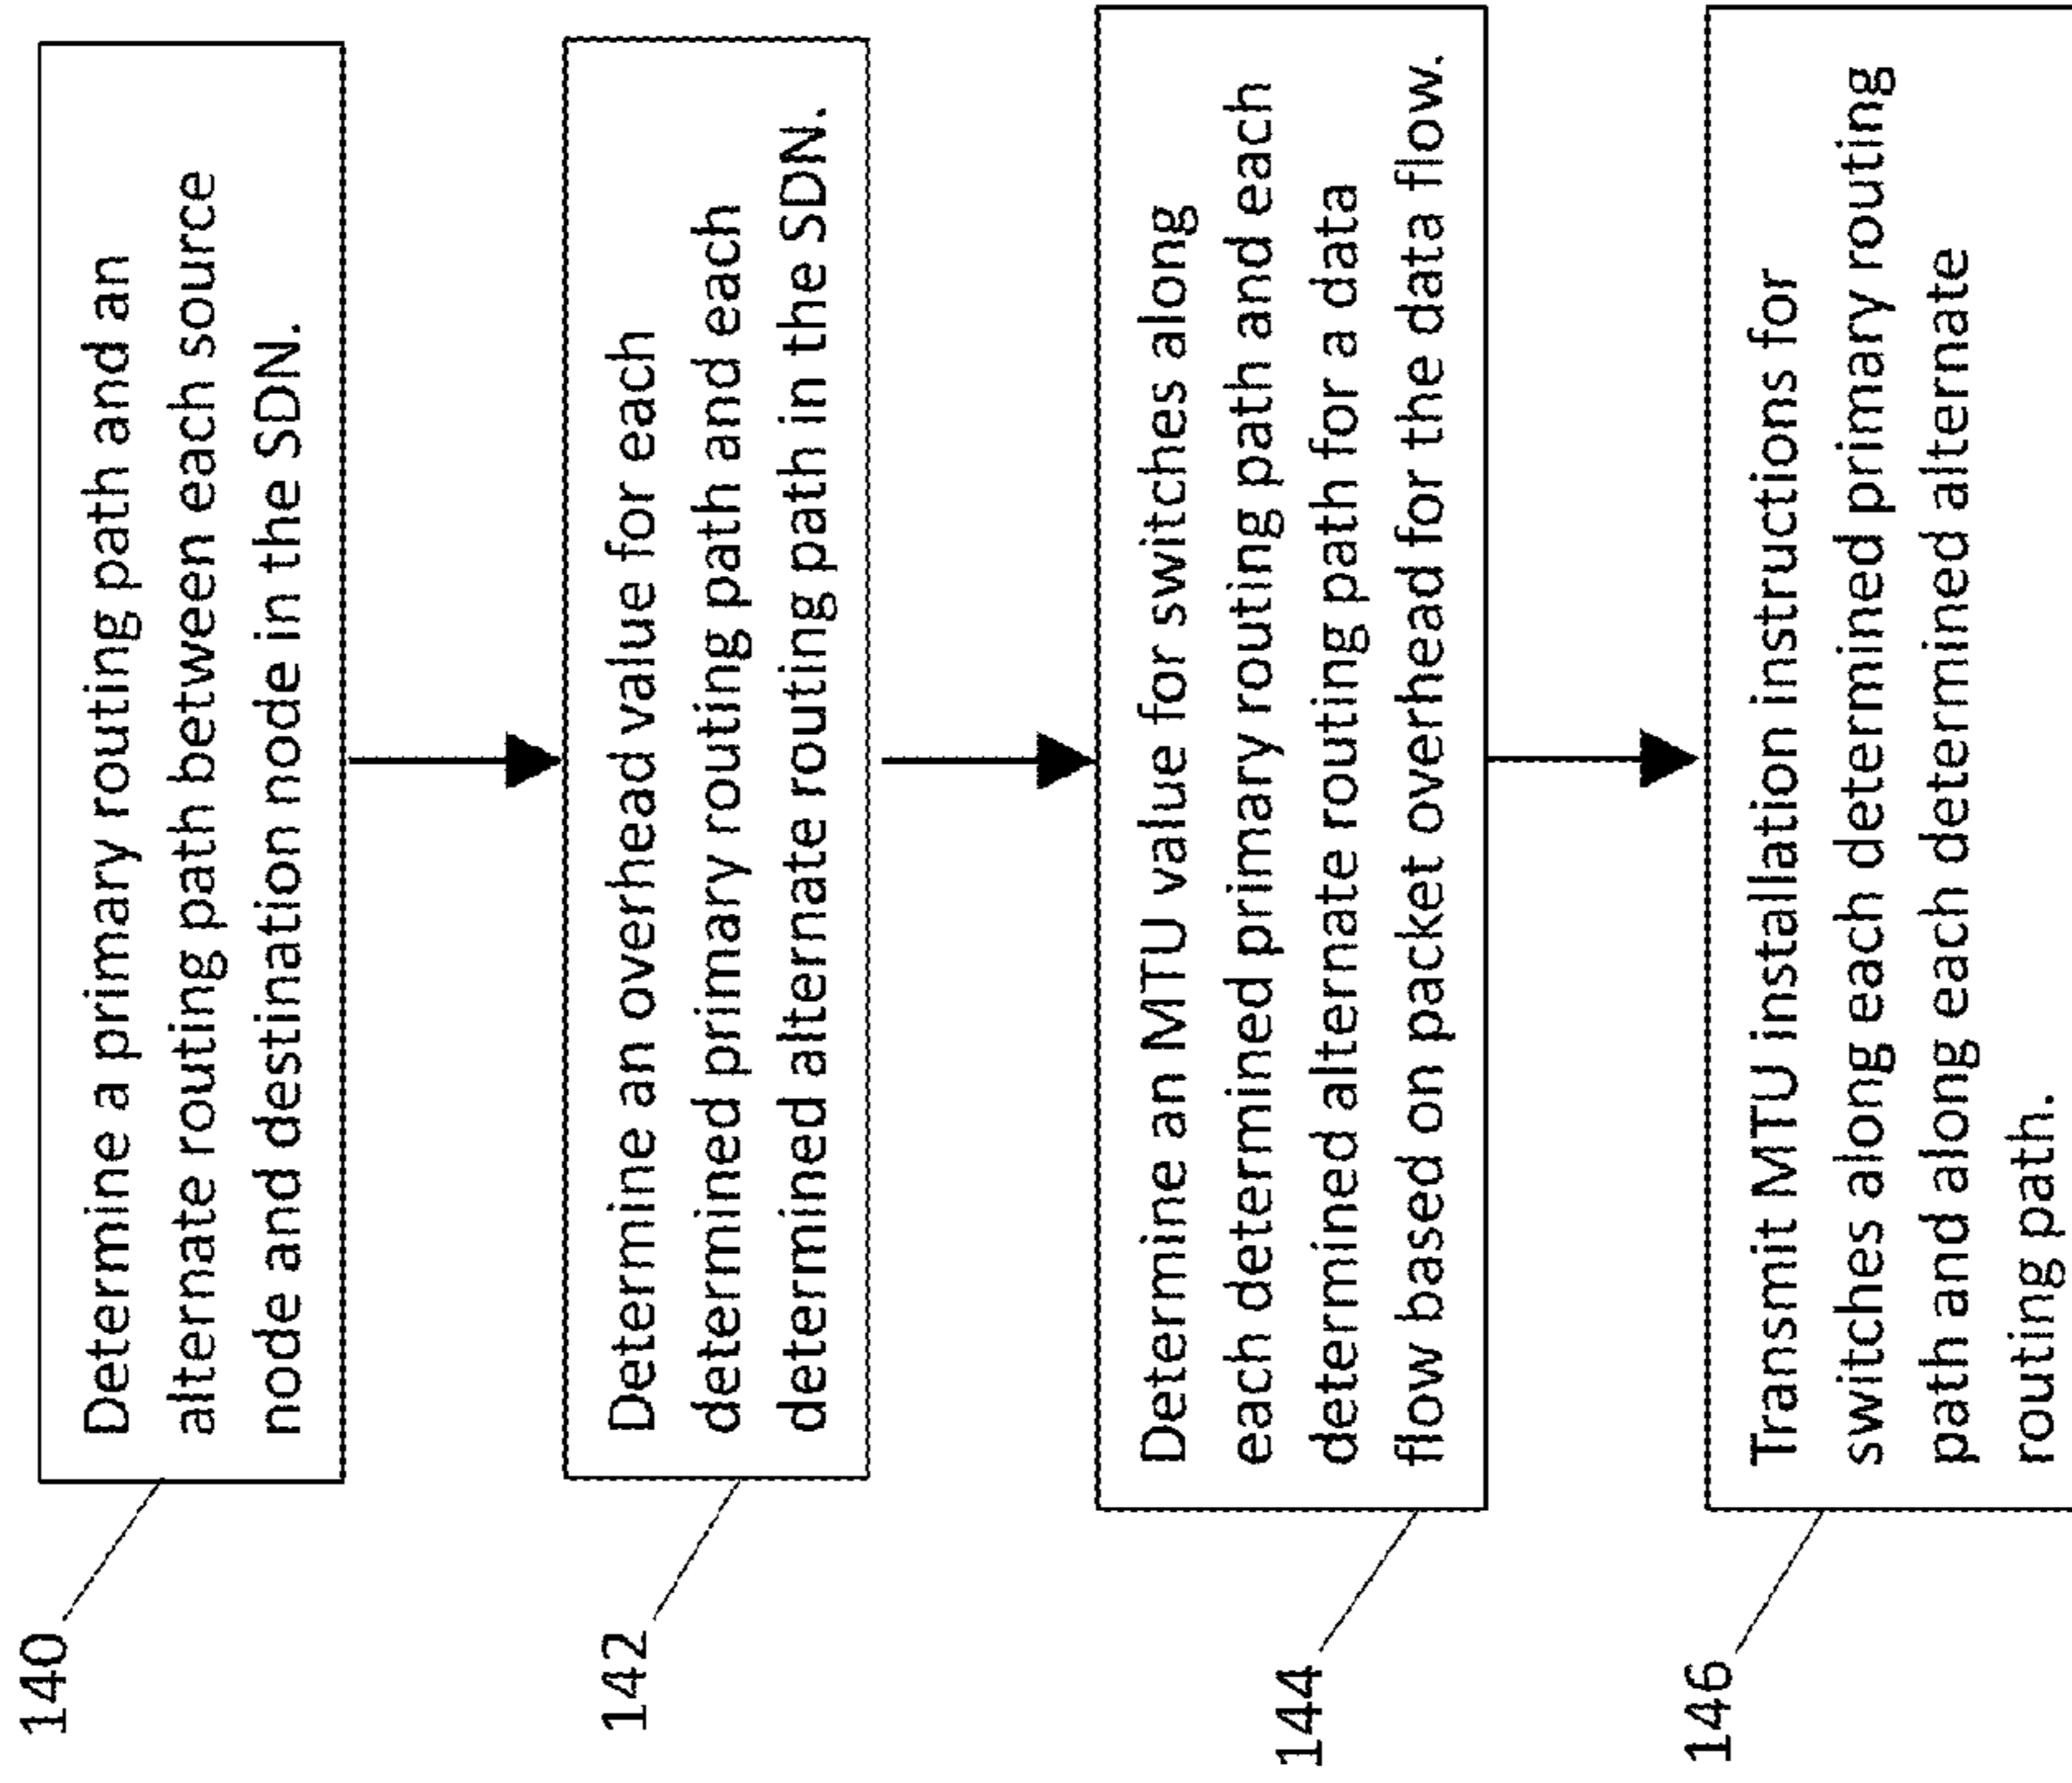 140
Determine a primary routing path and an
alternate routing path between each source
node and destination node in the SDN.
142
Determine an overhead value for each
determined primary routing path and each
determined alternate routing path in the SDN.
144
Determine an MTU value for switches along
each determined primary routing path and each
determined alternate routing path for a data
flow based on packet overhead for the data flow.
146
Transmit MTU installation instructions for
switches along each determined primary routing
path and along each determined alternate
routing path.